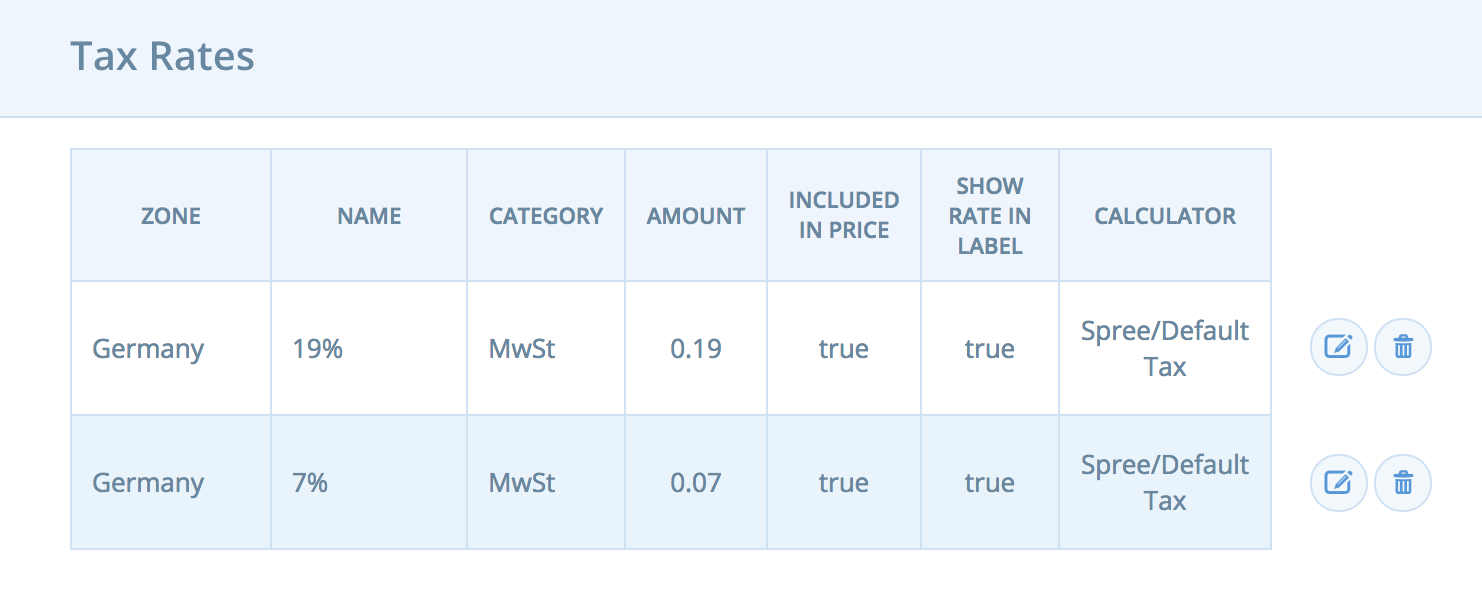 Tax Rates
ZONE NAME CATEGORY AMOUNT INCLUDED IN PRICE SHOW RATE IN LABEL CALCULATOR
Germany 19% MwSt 0.19 true true Spree/Default Tax
Germany 7% MwSt 0.07 true true Spree/Default Tax